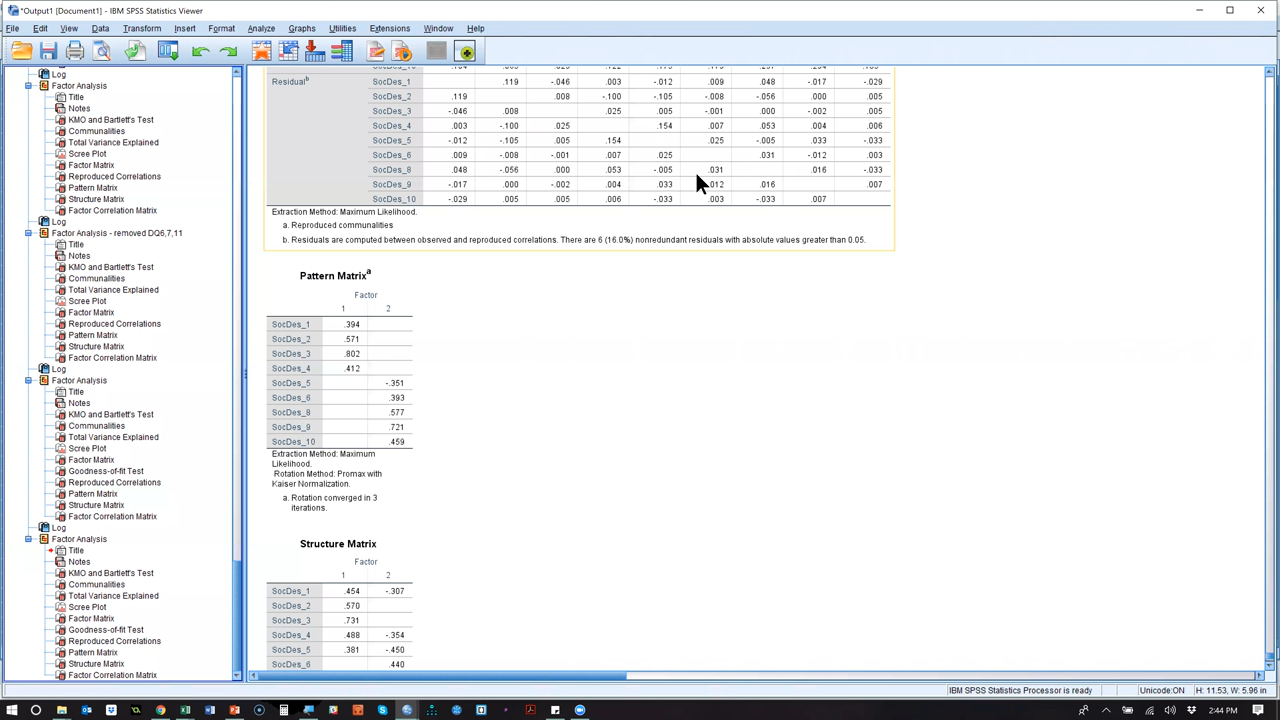 *Output1 [Document1] - IBM SPSS Statistics Viewer
File Edit View Data Transform Insert Format Analyze Graphs Utilities Extensions Window Help
Log
Factor Analysis
Title
Notes
KMO and Bartlett's Test
Communalities
Total Variance Explained
Scree Plot
Factor Matrix
Reproduced Correlations
Pattern Matrix
Structure Matrix
Factor Correlation Matrix
Log
Factor Analysis - removed DQ6,7,11
Title
Notes
KMO and Bartlett's Test
Communalities
Total Variance Explained
Scree Plot
Factor Matrix
Reproduced Correlations
Pattern Matrix
Structure Matrix
Factor Correlation Matrix
Log
Factor Analysis
Title
Notes
KMO and Bartlett's Test
Communalities
Total Variance Explained
Scree Plot
Factor Matrix
Goodness-of-fit Test
Reproduced Correlations
Pattern Matrix
Structure Matrix
Factor Correlation Matrix
Log
Factor Analysis
Title
Notes
KMO and Bartlett's Test
Communalities
Total Variance Explained
Scree Plot
Factor Matrix
Goodness-of-fit Test
Reproduced Correlations
Pattern Matrix
Structure Matrix
Factor Correlation Matrix
Residual b SocDes_1 .119 -.046 .003 -.012 .009 .048 -.017 -.029
SocDes_2 .119 .008 -.100 -.105 -.008 -.056 .000 .005
SocDes_3 -.046 .008 .025 .005 -.001 .000 -.002 .005
SocDes_4 .003 -.100 .025 .154 .007 .053 .004 .006
SocDes_5 -.012 -.105 .005 .154 .025 -.005 .033 -.033
SocDes_6 .009 -.008 -.001 .007 .025 .031 -.012 .003
SocDes_8 .048 -.056 .000 .053 -.005 .031 .016 -.033
SocDes_9 -.017 .000 -.002 .004 .033 .012 .016 .007
SocDes_10 -.029 .005 .005 .006 -.033 .003 -.033 .007
Extraction Method: Maximum Likelihood.
a. Reproduced communalities
b. Residuals are computed between observed and reproduced correlations. There are 6 (16.0%) nonredundant residuals with absolute values greater than 0.05.
Pattern Matrix a
Factor
1 2
SocDes_1 .394
SocDes_2 .571
SocDes_3 .802
SocDes_4 .412
SocDes_5 -.351
SocDes_6 .393
SocDes_8 .577
SocDes_9 .721
SocDes_10 .459
Extraction Method: Maximum
Likelihood.
Rotation Method: Promax with
Kaiser Normalization.
a. Rotation converged in 3
iterations.
Structure Matrix
Factor
1 2
SocDes_1 .454 -.307
SocDes_2 .570
SocDes_3 .731
SocDes_4 .488 -.354
SocDes_5 .381 -.450
SocDes_6 .440
IBM SPSS Statistics Processor is ready Unicode:ON H: 11.53, W: 5.96 in
2:44 PM